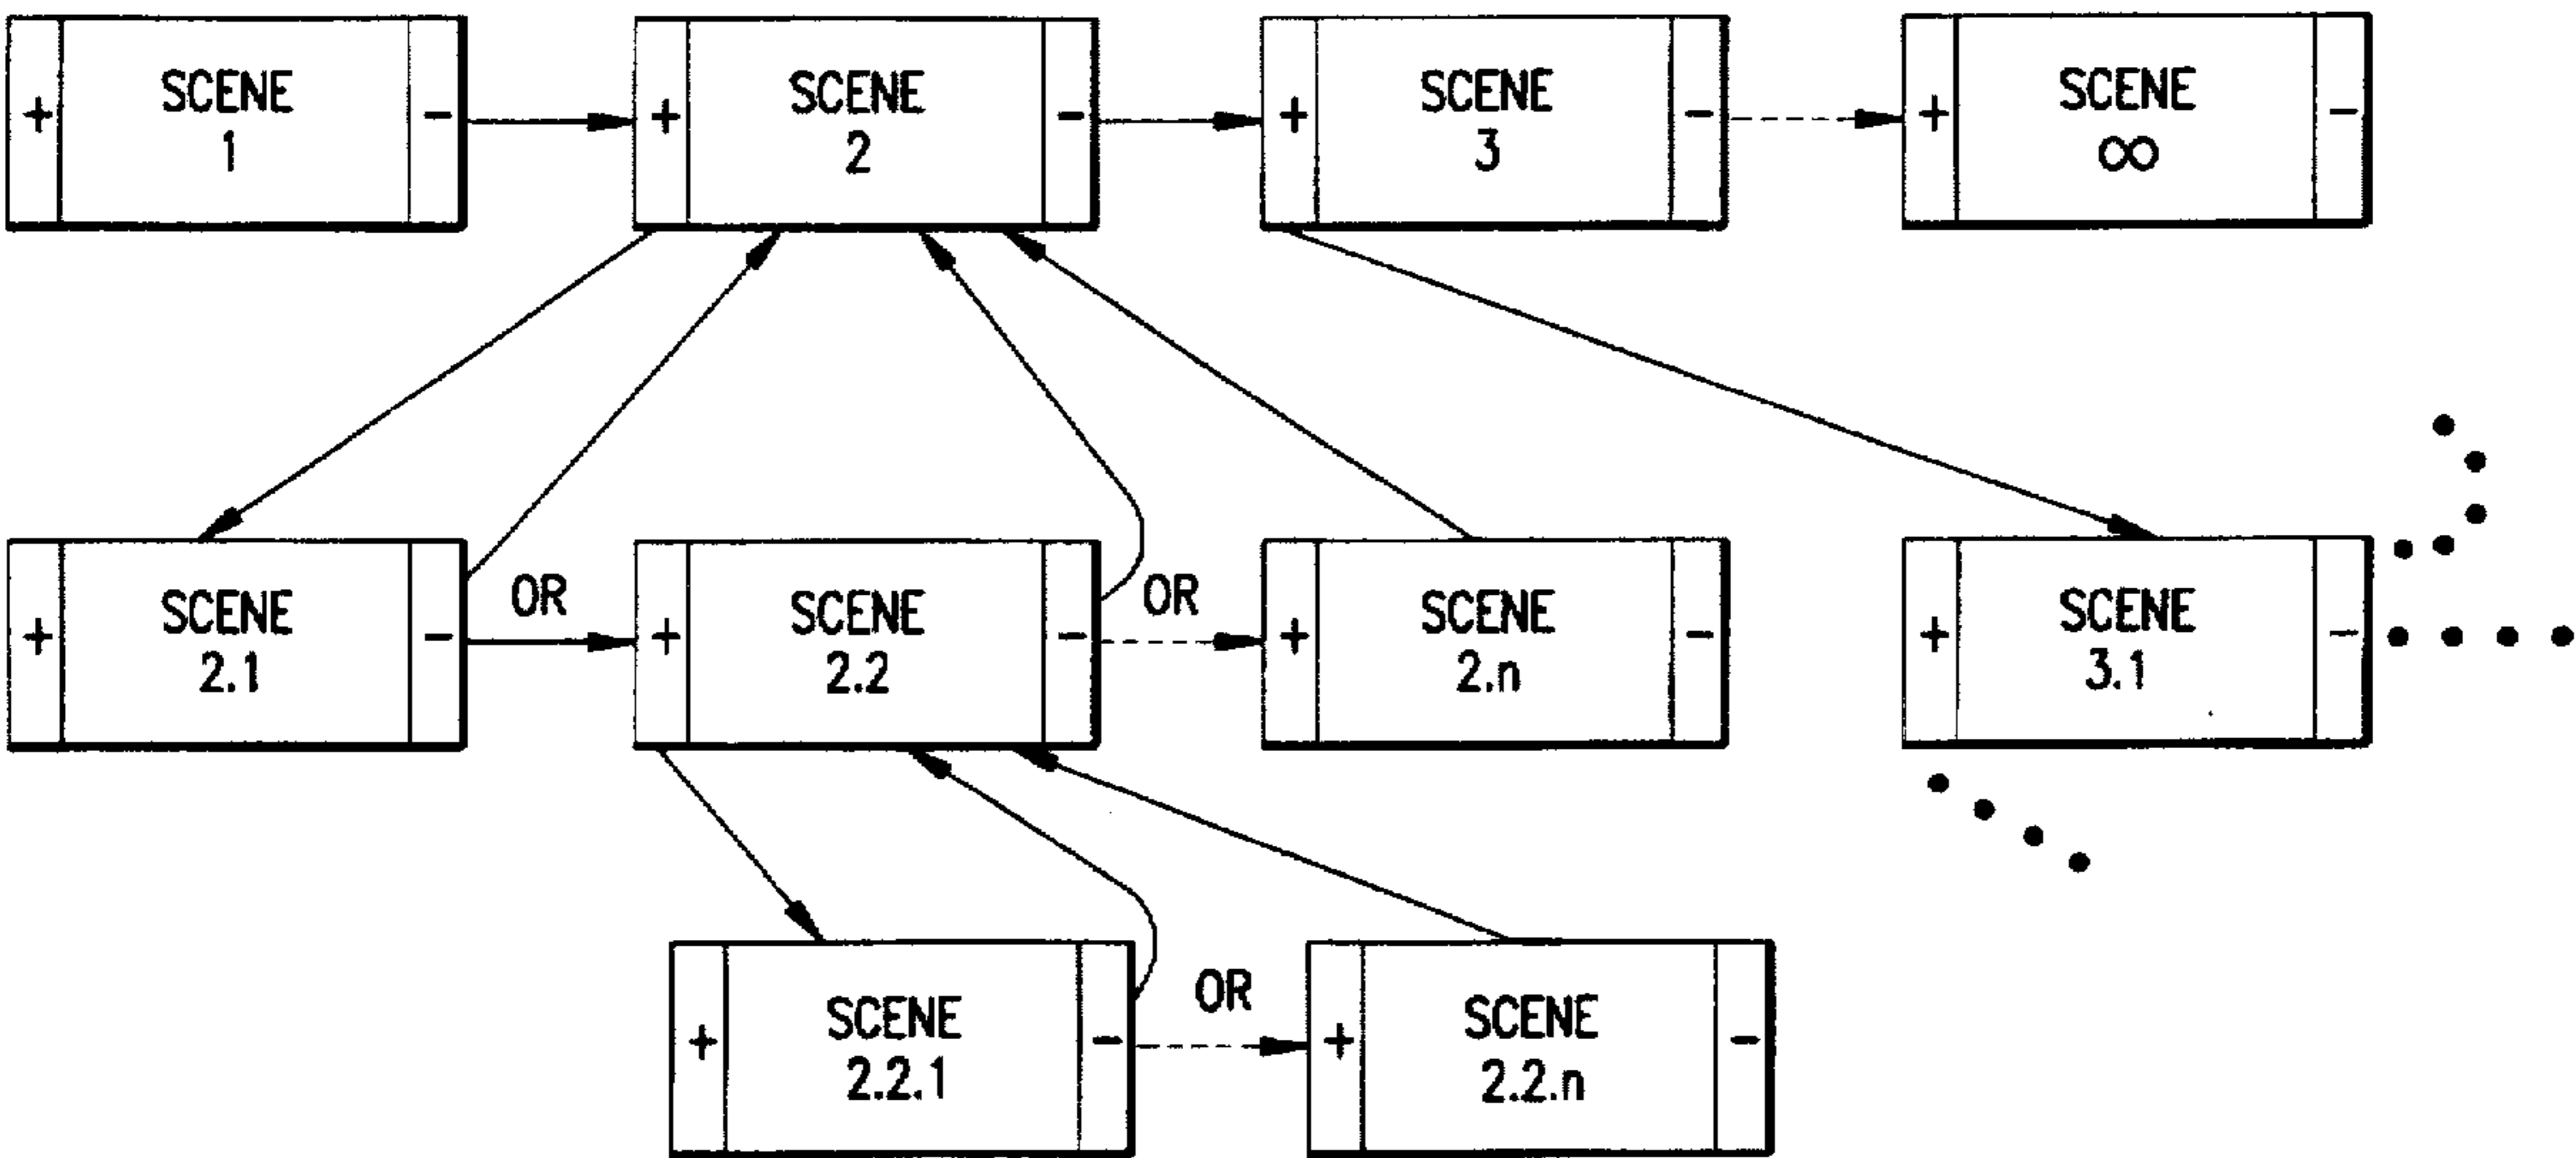 + SCENE - + SCENE - + SCENE - + SCENE -
1 2 3 ∞
SCENE OR SCENE OR SCENE SCENE
+ - + - + - + -
2.1 2.2 2.n 3.1
SCENE OR SCENE
+ - + -
2.2.1 2.2.n